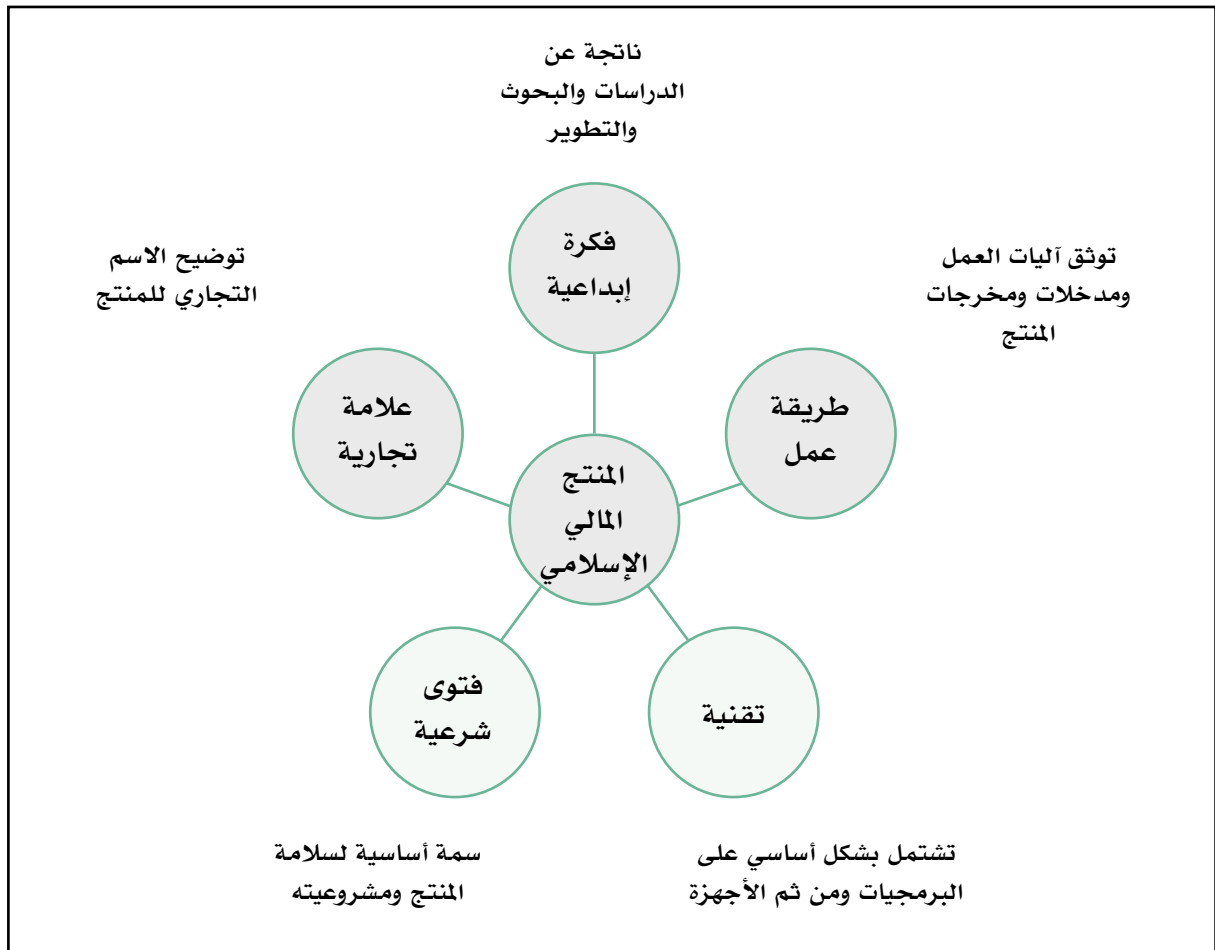 ناتجة عن
الدراسات والبحوث
والتطوير
فكرة
إبداعية
توثق آليات العمل
ومدخلات ومخرجات
المنتج
توضيح الاسم
التجاري للمنتج
طريقة
عمل
علامة
تجارية
المنتج
المالي
الإسلامي
تقنية
فتوى
شرعية
تشتمل بشكل أساسي على
البرمجيات ومن ثم الأجهزة
سمة أساسية لسلامة
المنتج ومشروعيته